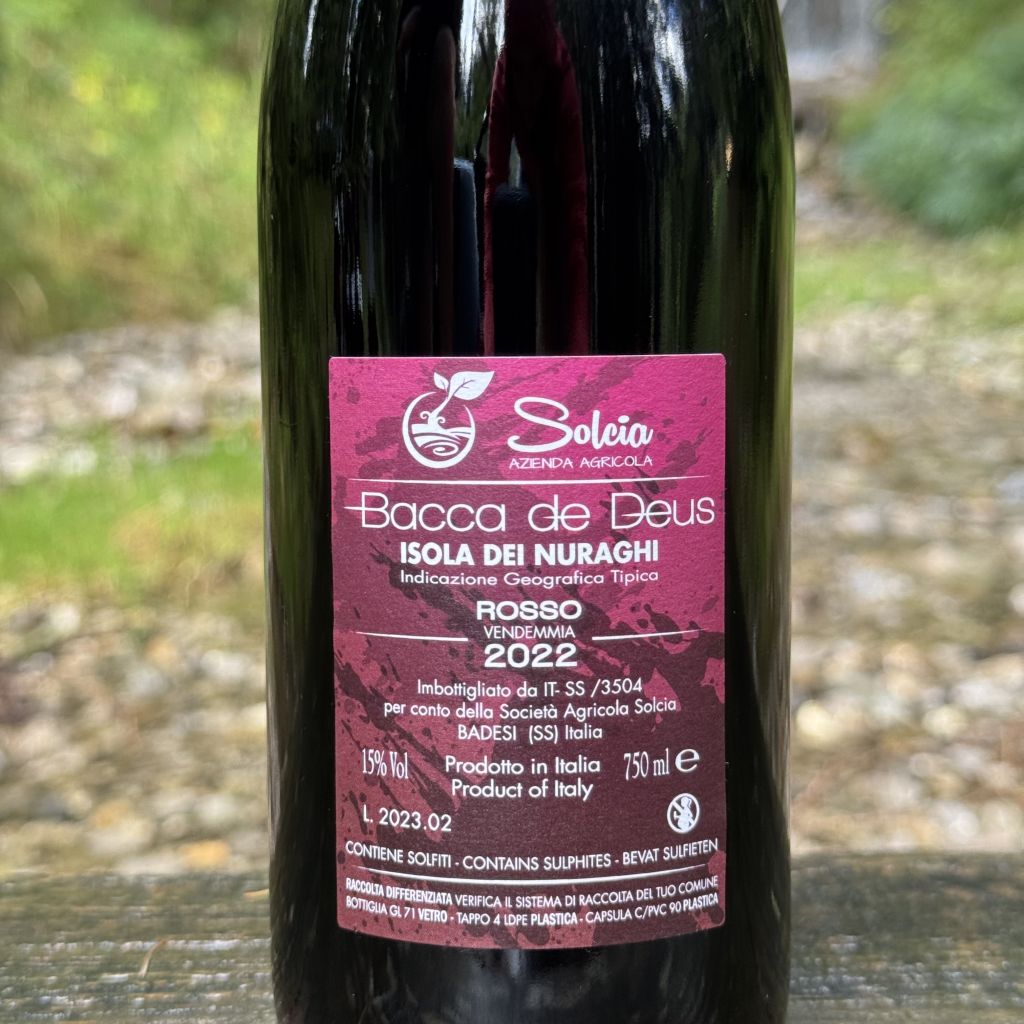 Solcia
AZIENDA AGRICOLA
Bacca de Deus
ISOLA DEI NURAGHI
Indicazione Geografica Tipica
ROSSO
VENDEMMIA
2022
Imbottigliato da IT- SS /3504
per conto della Società Agricola Solcia
BADESI (SS) Italia
15% Vol Prodotto in Italia 750 ml e
Product of Italy
L. 2023.02
CONTIENE SOLFITI - CONTAINS SULPHITES - BEVAT SULFIETEN
RACCOLTA DIFFERENZIATA VERIFICA IL SISTEMA DI RACCOLTA DEL TUO COMUNE
BOTTIGLIA GL 71 VETRO - TAPPO 4 LDPE PLASTICA - CAPSULA C/PVC 90 PLASTICA